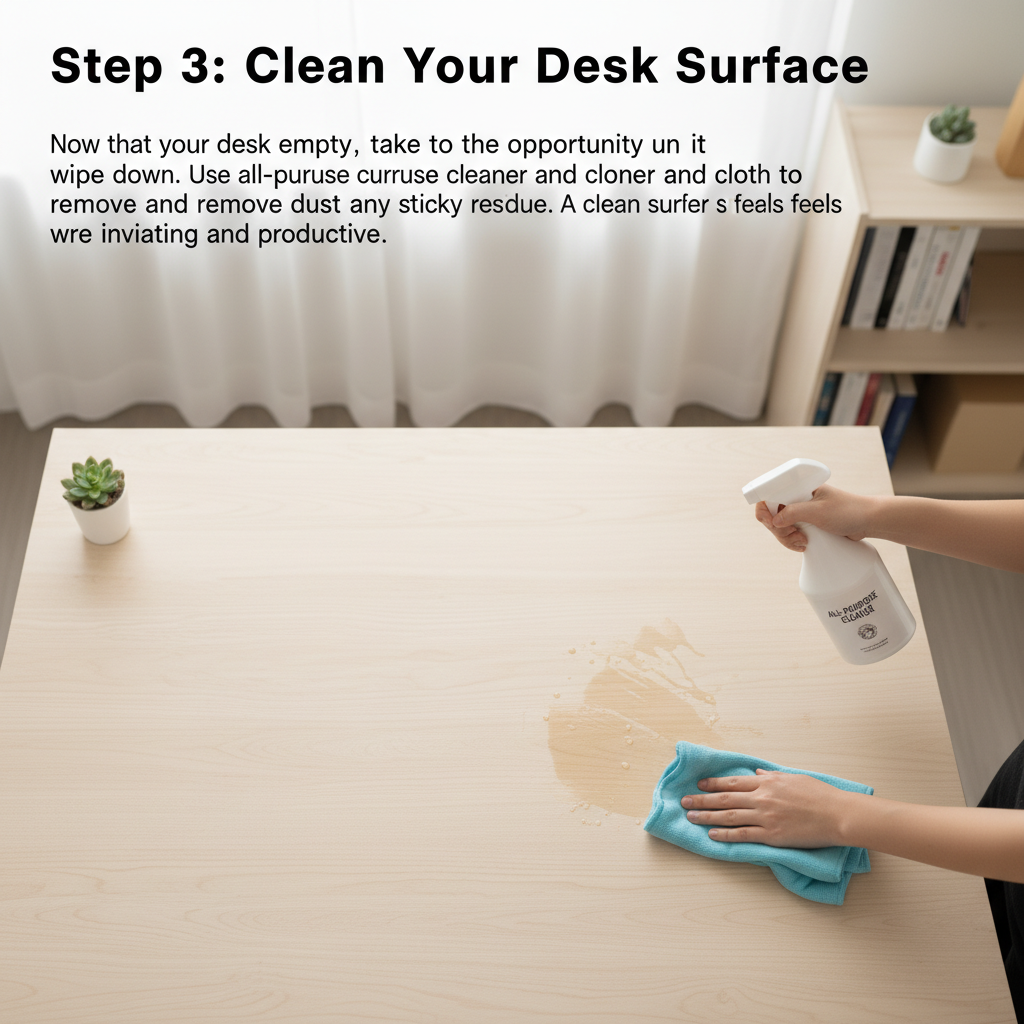 Step 3: Clean Your Desk Surface
Now that your desk empty, take to the opportunity un it
wipe down. Use all-puruse curruse cleaner and cloner and cloth to
remove and remove dust any sticky resdue. A clean surfer s feels feels
wre inviating and productive.